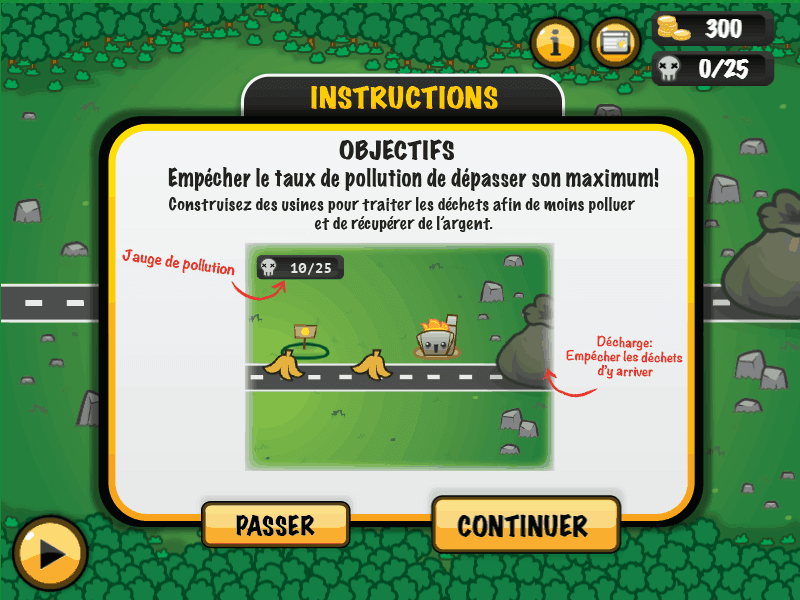 300
0/25
INSTRUCTIONS
OBJECTIFS
Empêcher le taux de pollution de dépasser son maximum!
Construisez des usines pour traiter les déchets afin de moins polluer
et de récupérer de l'argent.
Jauge de pollution
10/25
Décharge:
Empêcher les déchets
d'y arriver
PASSER
CONTINUER